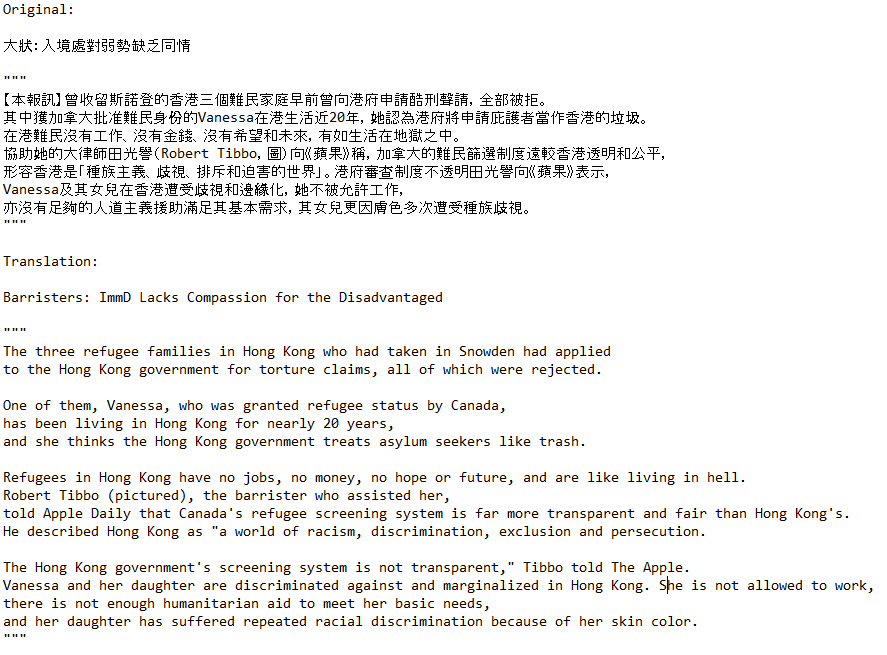 Original:
大狀：入境處對弱勢缺乏同情
"""
【本報訊】曾收留斯諾登的香港三個難民家庭早前曾向港府申請酷刑聲請，全部被拒。
其中獲加拿大批准難民身份的Vanessa在港生活近20年，她認為港府將申請庇護者當作香港的垃圾。
在港難民沒有工作、沒有金錢、沒有希望和未來，有如生活在地獄之中。
協助她的大律師田光譽（Robert Tibbo，圖）向《蘋果》稱，加拿大的難民篩選制度遠較香港透明和公平，
形容香港是「種族主義、歧視、排斥和迫害的世界」。港府審查制度不透明田光譽向《蘋果》表示，
Vanessa及其女兒在香港遭受歧視和邊緣化，她不被允許工作，
亦沒有足夠的人道主義援助滿足其基本需求，其女兒更因膚色多次遭受種族歧視。
"""
Translation:
Barristers: ImmD Lacks Compassion for the Disadvantaged
"""
The three refugee families in Hong Kong who had taken in Snowden had applied
to the Hong Kong government for torture claims, all of which were rejected.
One of them, Vanessa, who was granted refugee status by Canada,
has been living in Hong Kong for nearly 20 years,
and she thinks the Hong Kong government treats asylum seekers like trash.
Refugees in Hong Kong have no jobs, no money, no hope or future, and are like living in hell.
Robert Tibbo (pictured), the barrister who assisted her,
told Apple Daily that Canada's refugee screening system is far more transparent and fair than Hong Kong's.
He described Hong Kong as "a world of racism, discrimination, exclusion and persecution.
The Hong Kong government's screening system is not transparent," Tibbo told The Apple.
Vanessa and her daughter are discriminated against and marginalized in Hong Kong. She is not allowed to work,
there is not enough humanitarian aid to meet her basic needs,
and her daughter has suffered repeated racial discrimination because of her skin color.
"""